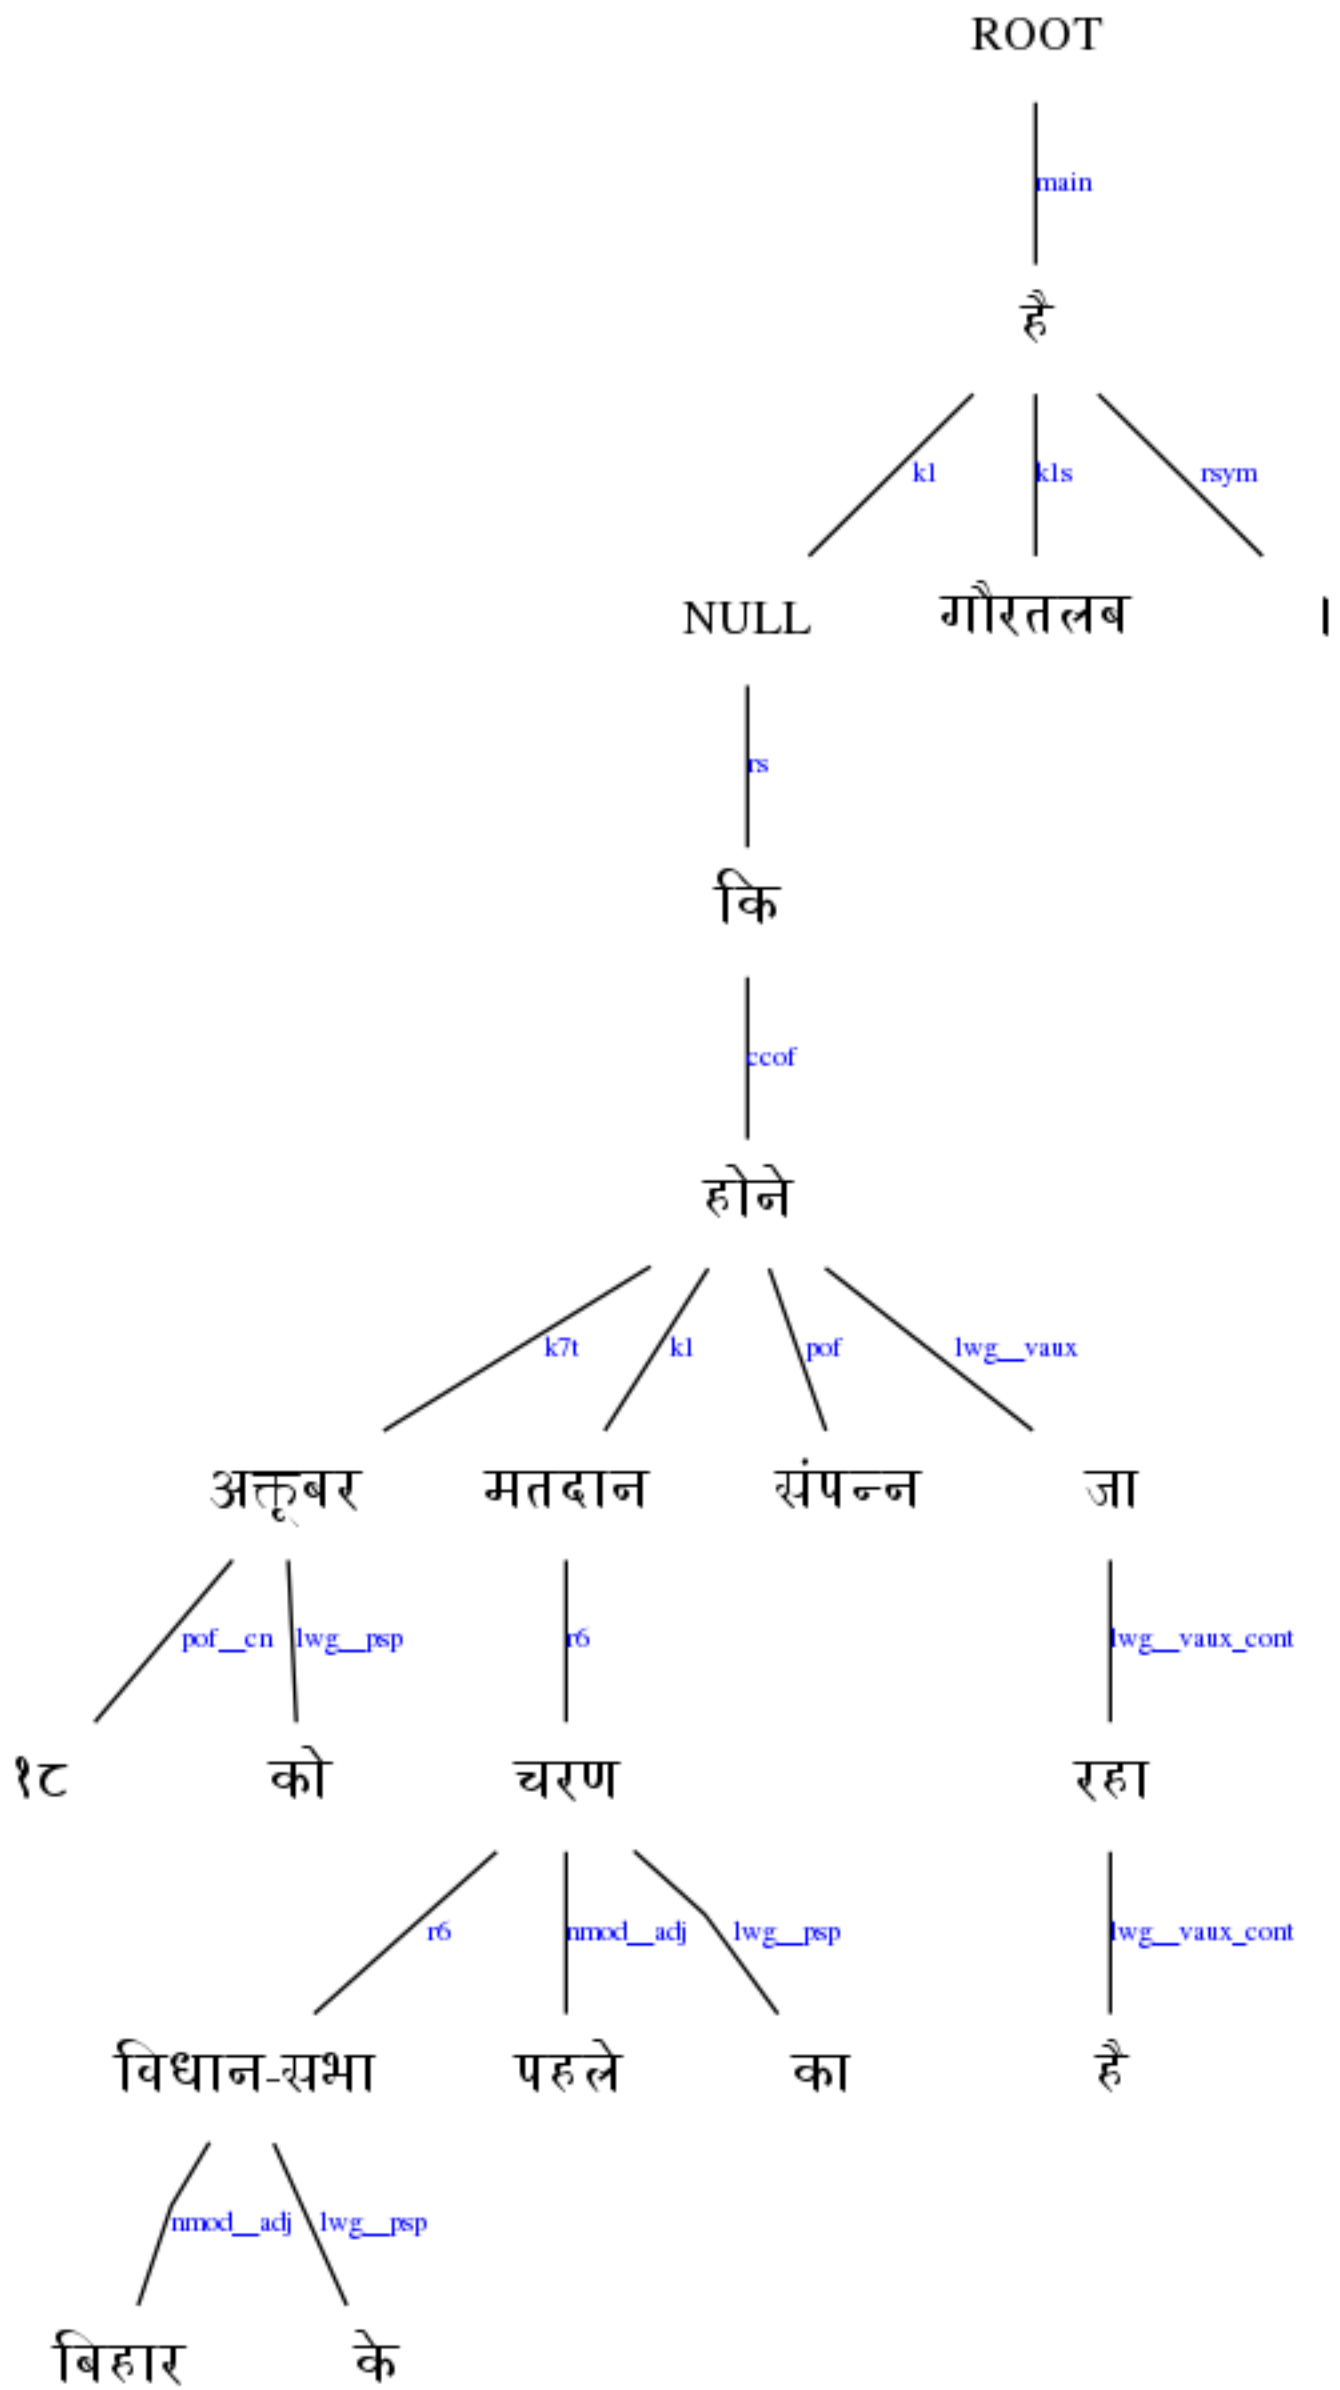 ROOT
main
है
k1 k1s rsym
NULL गौरतलब ।
rs
कि
ccof
होने
k7t k1 pof lwg__vaux
अक्तूबर मतदान संपन्न जा
pof__cn lwg__psp r6 lwg__vaux_cont
१८ को चरण रहा
r6 nmod__adj lwg__psp lwg__vaux_cont
विधान-सभा पहले का है
nmod__adj lwg__psp
बिहार के